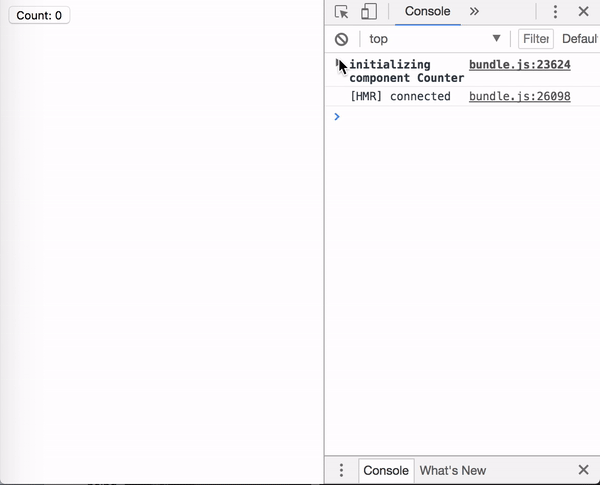 Count: 0
Console »
top ▼ Filter Defaul
initializing bundle.js:23624
component Counter
[HMR] connected bundle.js:26098
>
Console What's New